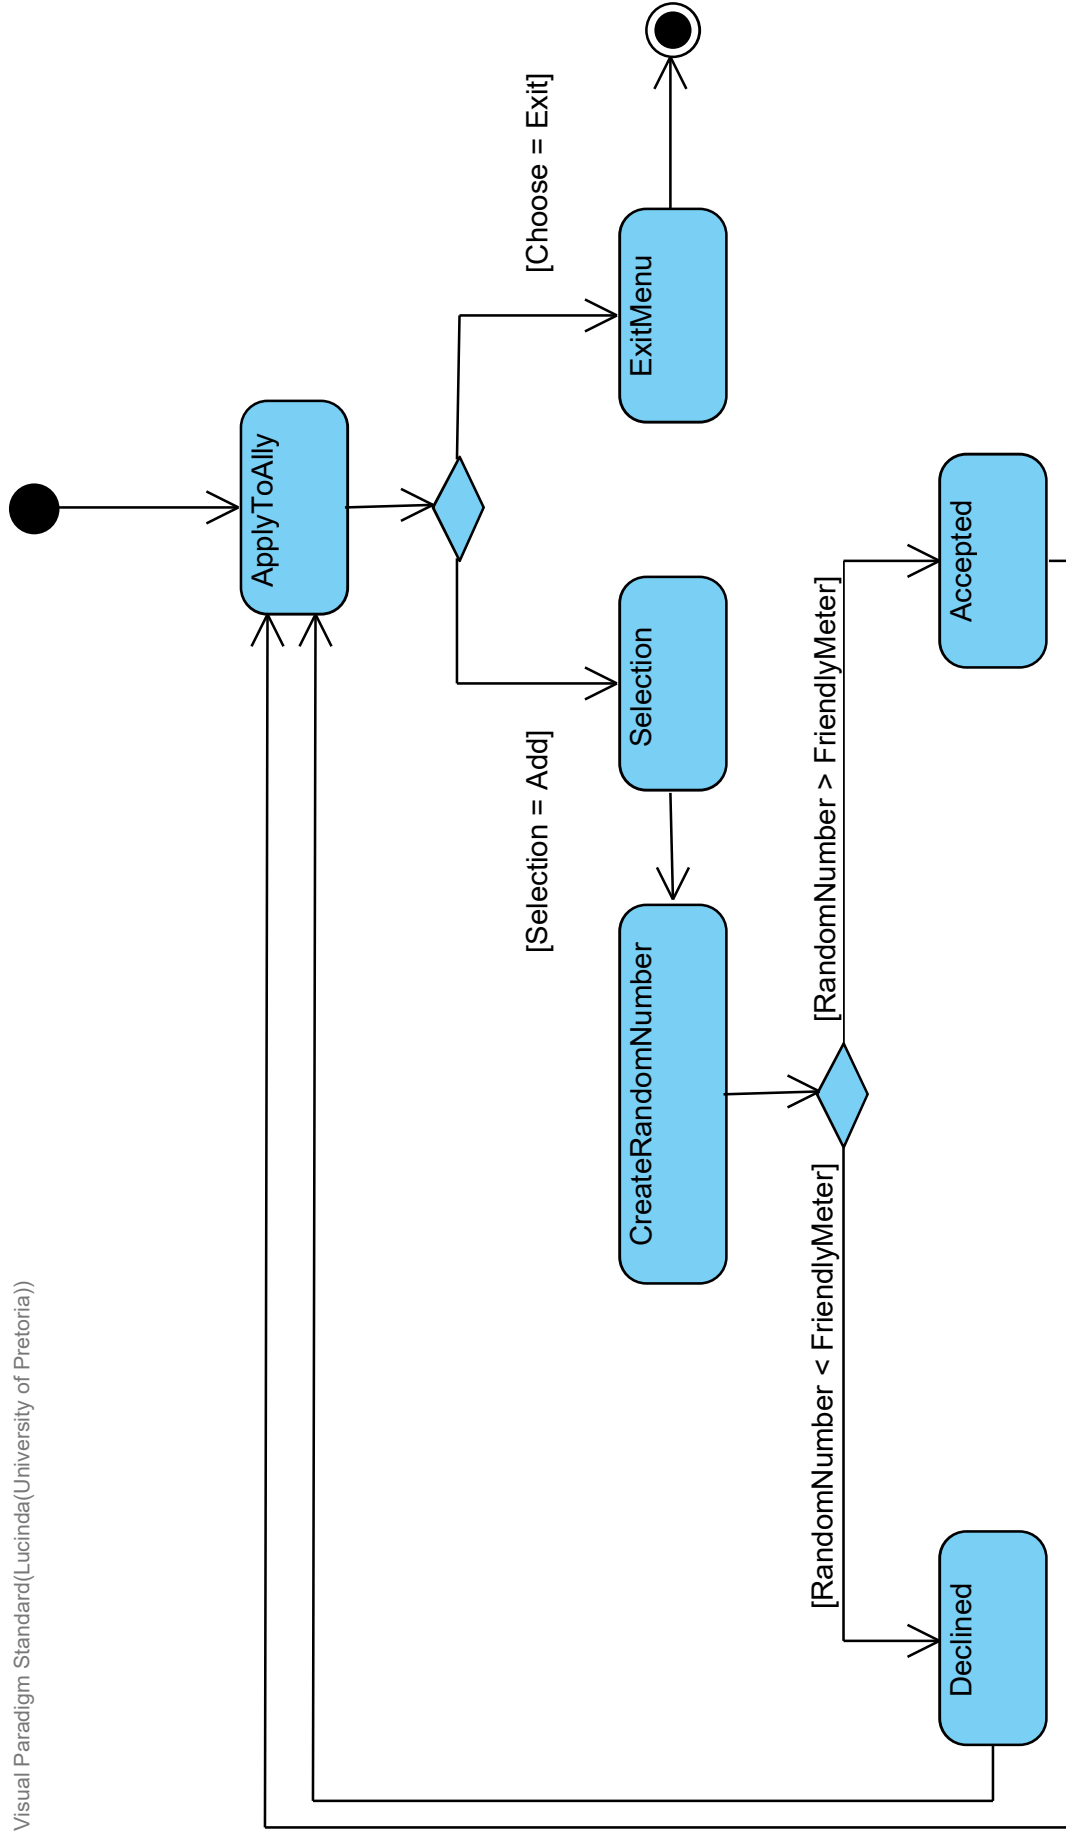 Visual Paradigm Standard(Lucinda(University of Pretoria))
ApplyToAlly
[Selection = Add]
[Choose = Exit]
CreateRandomNumber
Selection
ExitMenu
[RandomNumber < FriendlyMeter]
[RandomNumber > FriendlyMeter]
Declined
Accepted